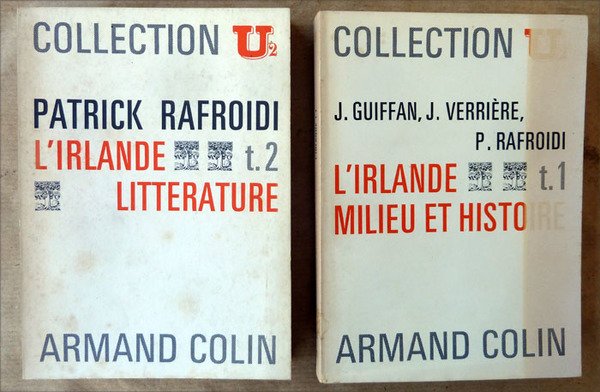 COLLECTION U2
PATRICK RAFROIDI
L'IRLANDE t.2
LITTERATURE
ARMAND COLIN
COLLECTION U2
J. GUIFFAN, J. VERRIÈRE,
P. RAFROIDI
L'IRLANDE t.1
MILIEU ET HISTOIRE
ARMAND COLIN